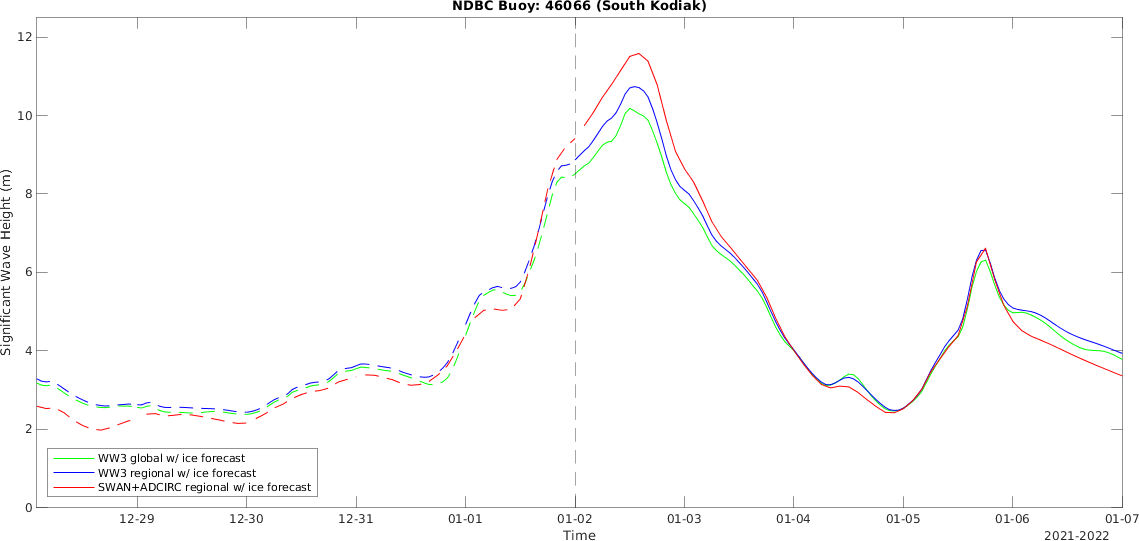 NDBC Buoy: 46066 (South Kodiak)
12
10
8
6
4
2
0
Significant Wave Height (m)
WW3 global w/ ice forecast
WW3 regional w/ ice forecast
SWAN+ADCIRC regional w/ ice forecast
12-29 12-30 12-31 01-01 01-02 01-03 01-04 01-05 01-06 01-07
Time
2021-2022